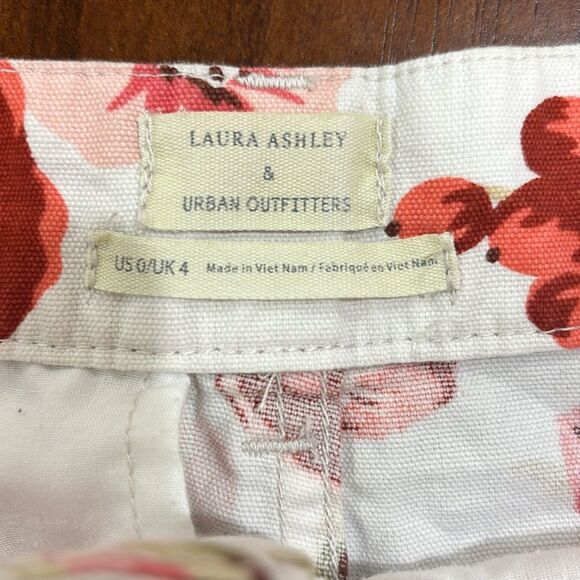 LAURA ASHLEY
&
URBAN OUTFITTERS
US 0/UK 4 Made in Viet Nam / Fabriqué en Viet Nam